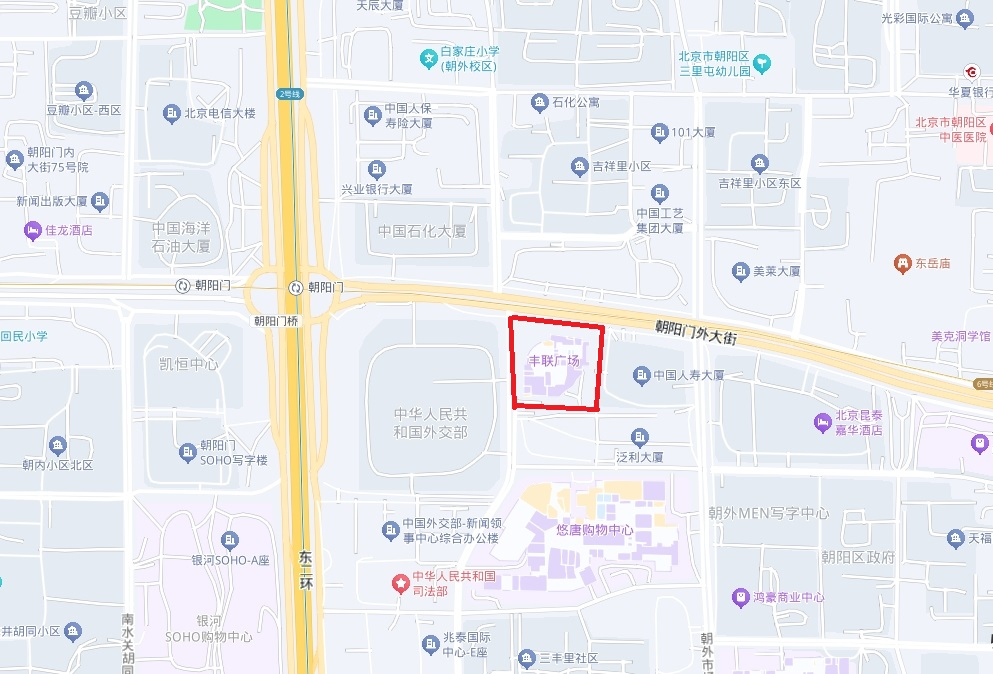 豆瓣小区
天辰大厦
光彩国际公寓
白家庄小学
(朝外校区)
北京市朝阳区
三里屯幼儿园
豆瓣小区-西区
2号线
华夏银行
北京电信大楼
中国人保
寿险大厦
石化公寓
101大厦
北京市朝阳区
中医医院
朝阳门内
大街75号院
兴业银行大厦
吉祥里小区
吉祥里小区东区
新闻出版大厦
佳龙酒店
中国海洋
石油大厦
中国石化大厦
中国工艺
集团大厦
美莱大厦
东岳庙
朝阳门
朝阳门
朝阳门桥
朝阳门外大街
回民小学
美克洞学馆
凯恒中心
丰联广场
中国人寿大厦
6号线
中华人民共
和国外交部
北京昆泰
嘉华酒店
朝内小区北区
朝阳门
SOHO写字楼
泛利大厦
中国外交部-新闻领
事中心综合办公楼
悠唐购物中心
朝外MEN写字中心
天福
银河SOHO-A座
东二环
朝阳区政府
中华人民共和国
司法部
鸿豪商业中心
银河
SOHO购物中心
南水关胡同
井胡同小区
兆泰国际
中心-E座
三丰里社区
朝外市场